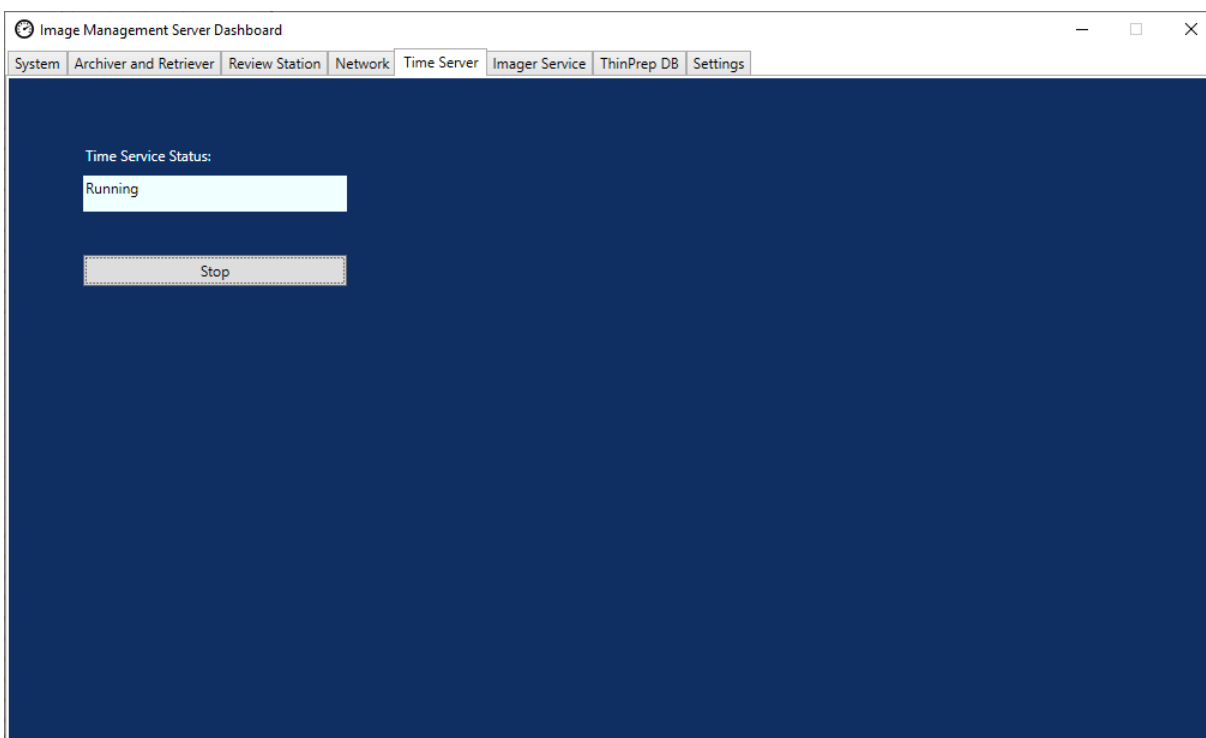 Image Management Server Dashboard
System Archiver and Retriever Review Station Network Time Server Imager Service ThinPrep DB Settings
Time Service Status:
Running
Stop